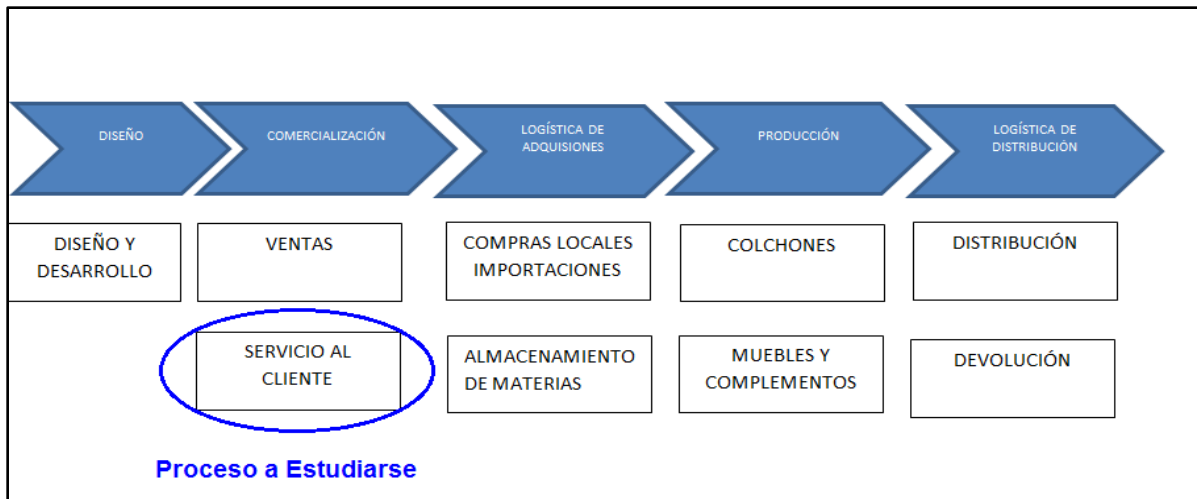 DISEÑO
COMERCIALIZACIÓN
LOGÍSTICA DE
ADQUISIONES
PRODUCCIÓN
LOGÍSTICA DE
DISTRIBUCIÓN
DISEÑO Y
DESARROLLO
VENTAS
COMPRAS LOCALES
IMPORTACIONES
COLCHONES
DISTRIBUCIÓN
SERVICIO AL
CLIENTE
ALMACENAMIENTO
DE MATERIAS
MUEBLES Y
COMPLEMENTOS
DEVOLUCIÓN
Proceso a Estudiarse